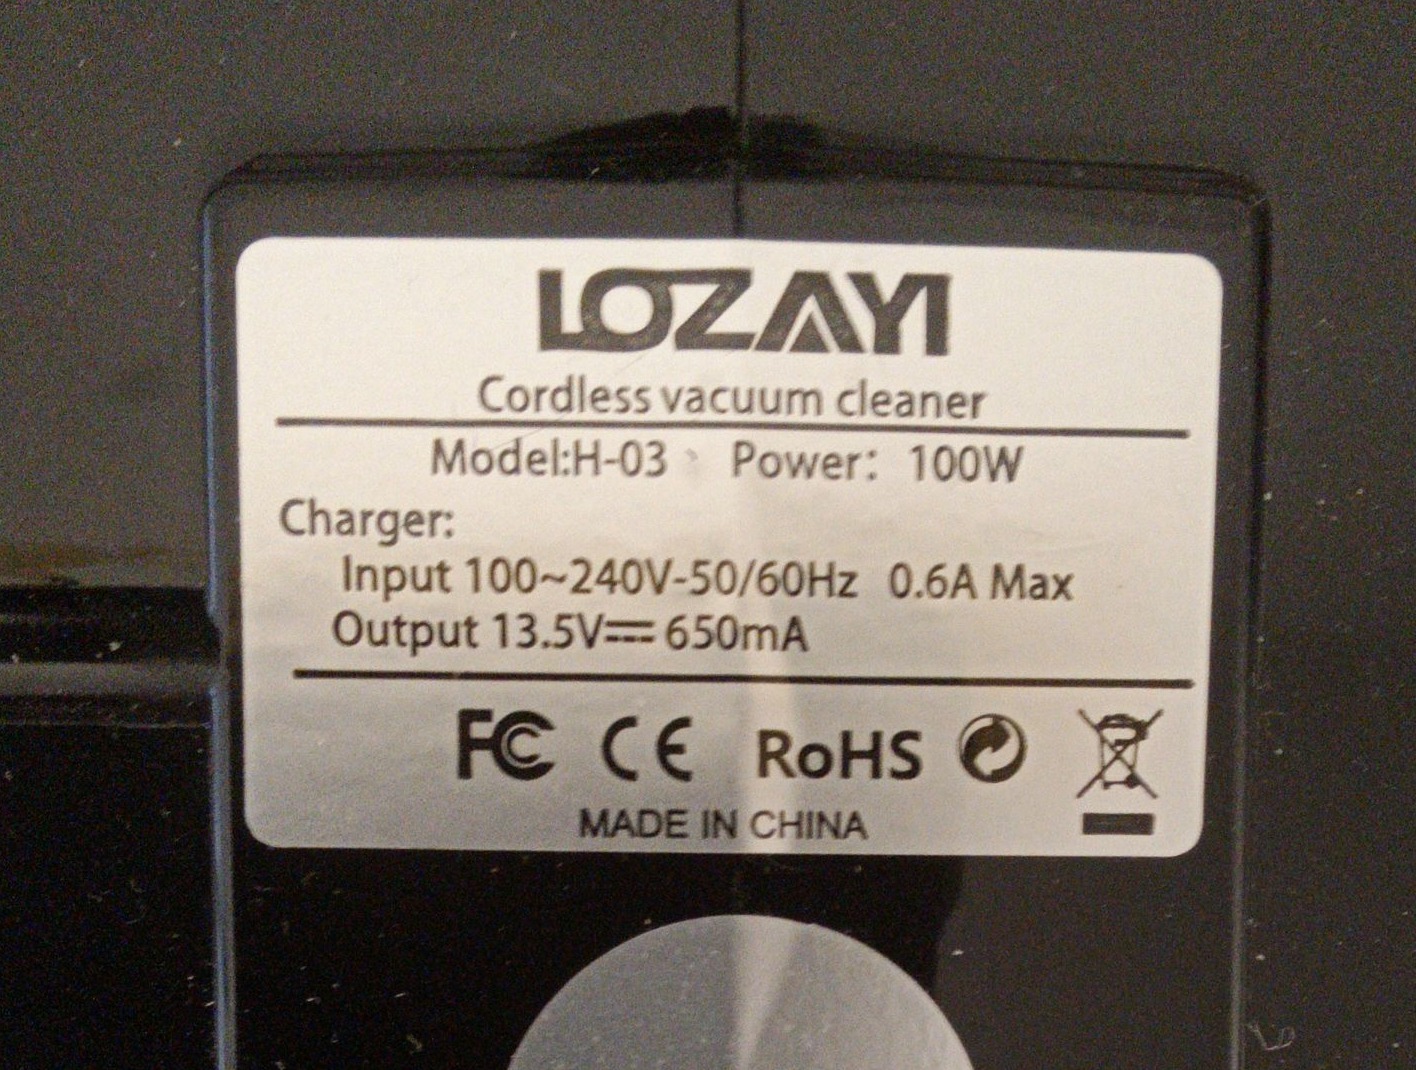 LOZAYI
Cordless vacuum cleaner
Model:H-03 Power: 100W
Charger:
Input 100~240V-50/60Hz 0.6A Max
Output 13.5V⎓650mA
FC CE RoHS
MADE IN CHINA